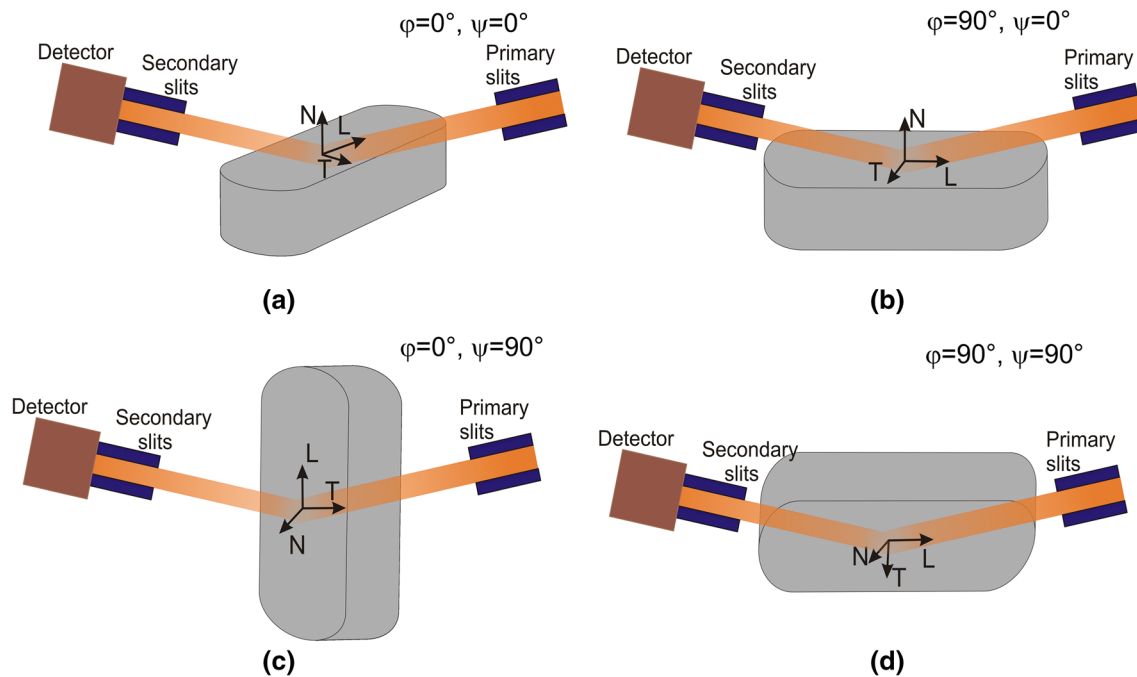 φ=0°, ψ=0°
Detector
Secondary
slits
Primary
slits
N
L
T
(a)
φ=90°, ψ=0°
Detector
Secondary
slits
Primary
slits
N
T
L
(b)
φ=0°, ψ=90°
Detector
Secondary
slits
Primary
slits
L
T
N
(c)
φ=90°, ψ=90°
Detector
Secondary
slits
Primary
slits
N
L
T
(d)